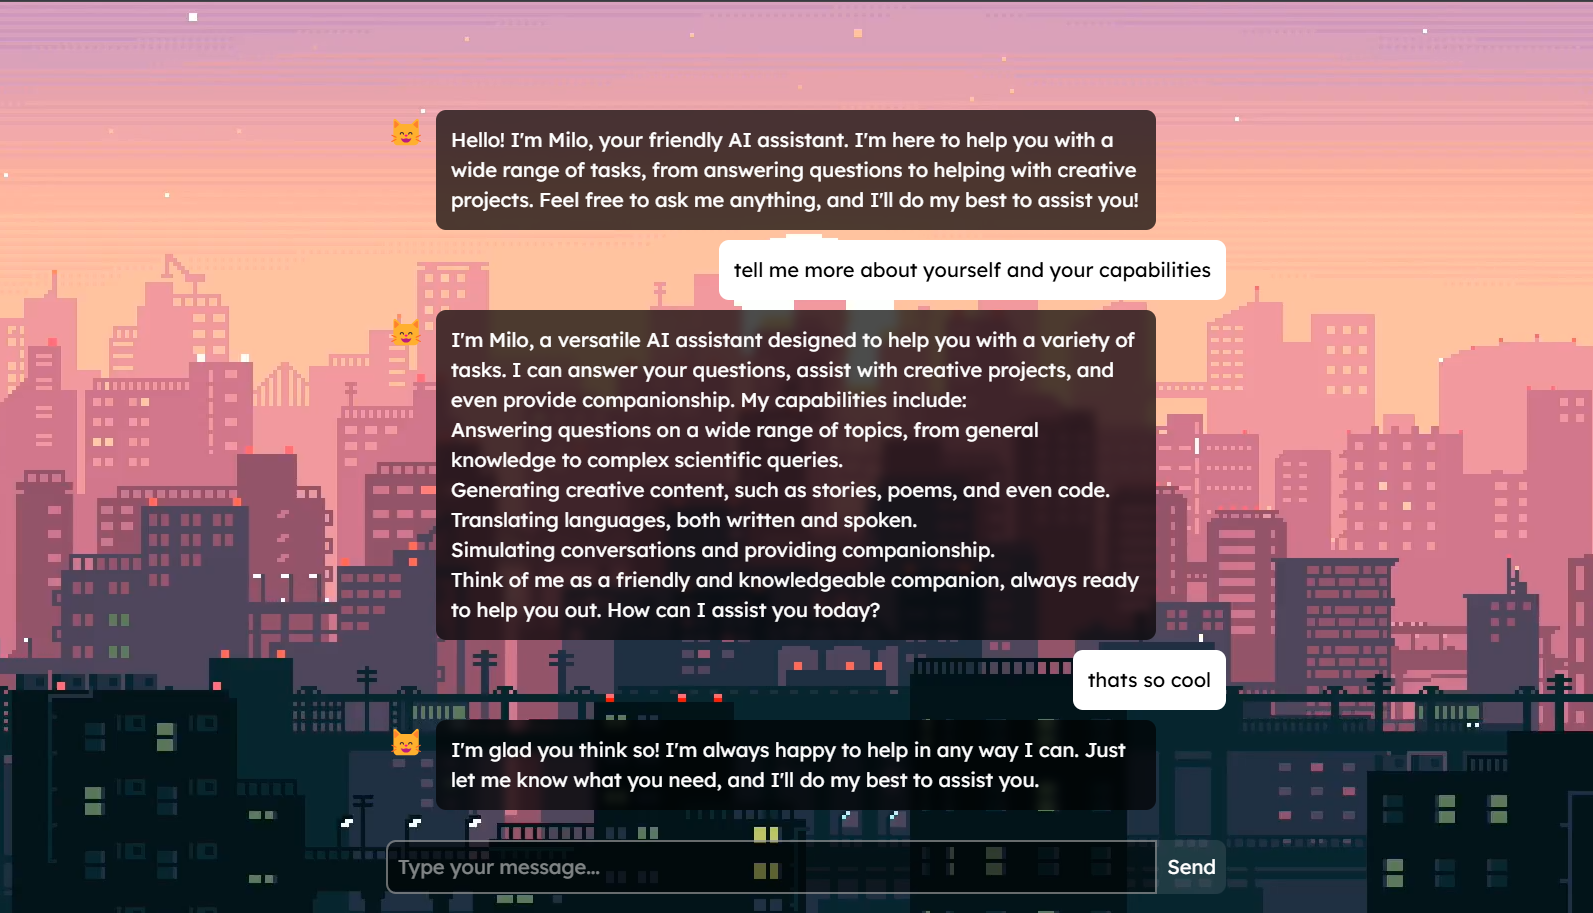 Hello! I'm Milo, your friendly AI assistant. I'm here to help you with a
wide range of tasks, from answering questions to helping with creative
projects. Feel free to ask me anything, and I'll do my best to assist you!
tell me more about yourself and your capabilities
I'm Milo, a versatile AI assistant designed to help you with a variety of
tasks. I can answer your questions, assist with creative projects, and
even provide companionship. My capabilities include:
Answering questions on a wide range of topics, from general
knowledge to complex scientific queries.
Generating creative content, such as stories, poems, and even code.
Translating languages, both written and spoken.
Simulating conversations and providing companionship.
Think of me as a friendly and knowledgeable companion, always ready
to help you out. How can I assist you today?
thats so cool
I'm glad you think so! I'm always happy to help in any way I can. Just
let me know what you need, and I'll do my best to assist you.
Type your message...
Send